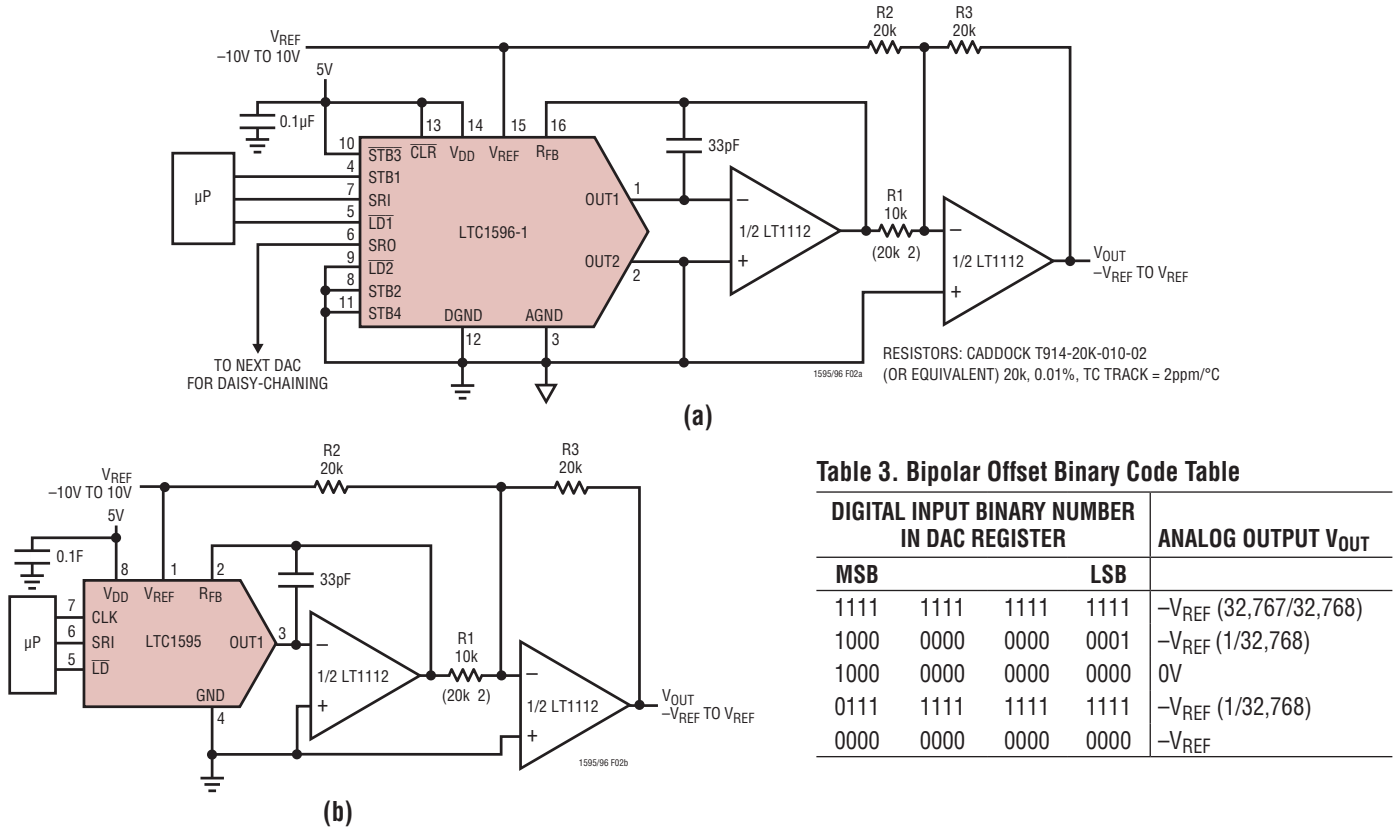 R2
20k
R3
20k
VREF
–10V TO 10V
5V
0.1µF
13 14 15 16
10
4
7
5
6
9
8
11
STB3 CLR VDD VREF RFB
STB1
SRI
LD1
SRO
LD2
STB2
STB4
µP
LTC1596-1
OUT1
1
OUT2
2
DGND AGND
12 3
33pF
–
+
1/2 LT1112
R1
10k
(20k 2)
–
+
1/2 LT1112
VOUT
–VREF TO VREF
TO NEXT DAC
FOR DAISY-CHAINING
1595/96 F02a
RESISTORS: CADDOCK T914-20K-010-02
(OR EQUIVALENT) 20k, 0.01%, TC TRACK = 2ppm/°C
(a)
R2
20k
R3
20k
VREF
–10V TO 10V
5V
0.1F
8 1 2
VDD VREF RFB
7
6
5
CLK
SRI
LD
µP
LTC1595
OUT1
3
GND
4
33pF
–
+
1/2 LT1112
R1
10k
(20k 2)
–
+
1/2 LT1112
VOUT
–VREF TO VREF
1595/96 F02b
(b)
Table 3. Bipolar Offset Binary Code Table
DIGITAL INPUT BINARY NUMBER
IN DAC REGISTER
ANALOG OUTPUT VOUT
MSB LSB
1111 1111 1111 1111 –VREF (32,767/32,768)
1000 0000 0000 0001 –VREF (1/32,768)
1000 0000 0000 0000 0V
0111 1111 1111 1111 –VREF (1/32,768)
0000 0000 0000 0000 –VREF